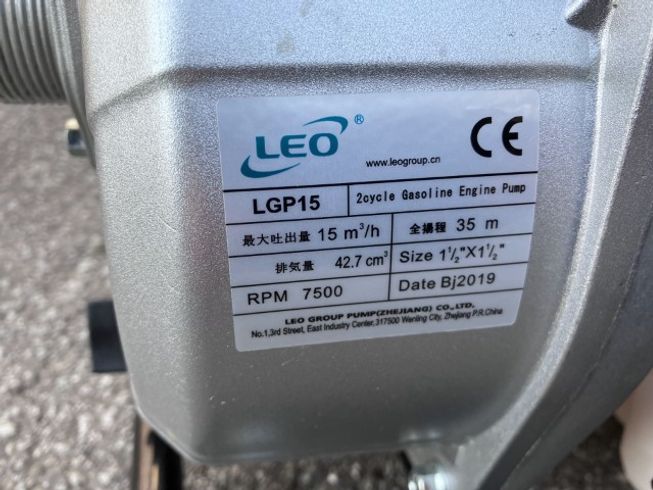 LEO®
www.leogroup.cn
CE
LGP15 2cycle Gasoline Engine Pump
最大吐出量 15 m³/h 全揚程 35 m
排気量 42.7 cm³ Size 1½"X1½"
RPM 7500 Date Bj2019
LEO GROUP PUMP(ZHEJIANG) CO.,LTD.
No.1,3rd Street, East Industry Center,317500 Wenling City, Zhejiang P.R.China